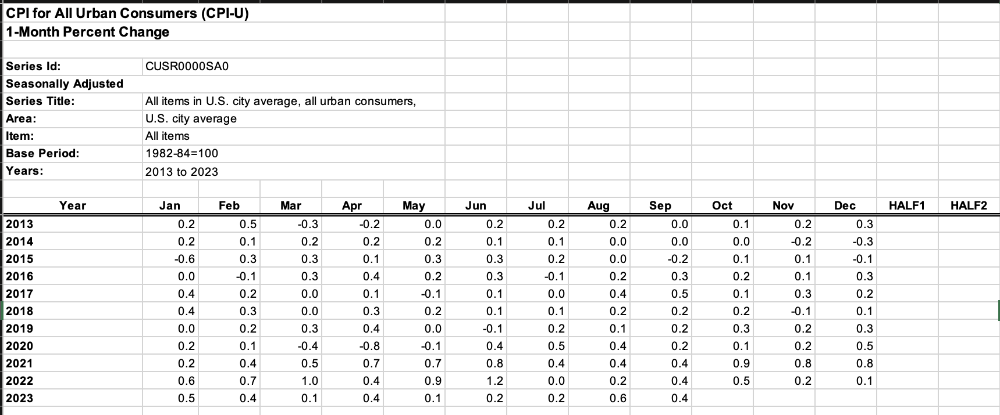 CPI for All Urban Consumers (CPI-U)
1-Month Percent Change
Series Id: CUSR0000SA0
Seasonally Adjusted
Series Title: All items in U.S. city average, all urban consumers,
Area: U.S. city average
Item: All items
Base Period: 1982-84=100
Years: 2013 to 2023
Year Jan Feb Mar Apr May Jun Jul Aug Sep Oct Nov Dec HALF1 HALF2
2013 0.2 0.5 -0.3 -0.2 0.0 0.2 0.2 0.2 0.0 0.1 0.2 0.3
2014 0.2 0.1 0.2 0.2 0.2 0.1 0.1 0.0 0.0 0.0 -0.2 -0.3
2015 -0.6 0.3 0.3 0.1 0.3 0.3 0.2 0.0 -0.2 0.1 0.1 -0.1
2016 0.0 -0.1 0.3 0.4 0.2 0.3 -0.1 0.2 0.3 0.2 0.1 0.3
2017 0.4 0.2 0.0 0.1 -0.1 0.1 0.0 0.4 0.5 0.1 0.3 0.2
2018 0.4 0.3 0.0 0.3 0.2 0.1 0.1 0.2 0.2 0.2 -0.1 0.1
2019 0.0 0.2 0.3 0.4 0.0 -0.1 0.2 0.1 0.2 0.3 0.2 0.3
2020 0.2 0.1 -0.4 -0.8 -0.1 0.4 0.5 0.4 0.2 0.1 0.2 0.5
2021 0.2 0.4 0.5 0.7 0.7 0.8 0.4 0.4 0.4 0.9 0.8 0.8
2022 0.6 0.7 1.0 0.4 0.9 1.2 0.0 0.2 0.4 0.5 0.2 0.1
2023 0.5 0.4 0.1 0.4 0.1 0.2 0.2 0.6 0.4